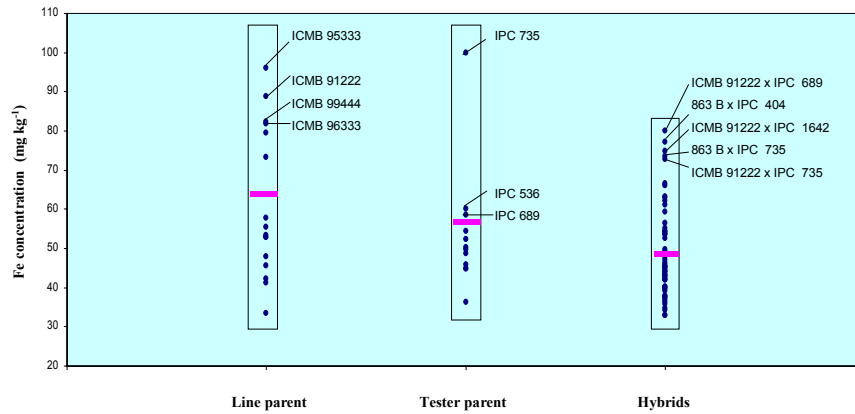 Fe concentration (mg kg⁻¹)
110
100
90
80
70
60
50
40
30
20
ICMB 95333
ICMB 91222
ICMB 99444
ICMB 96333
IPC 735
IPC 536
IPC 689
ICMB 91222 x IPC 689
863 B x IPC 404
ICMB 91222 x IPC 1642
863 B x IPC 735
ICMB 91222 x IPC 735
Line parent
Tester parent
Hybrids